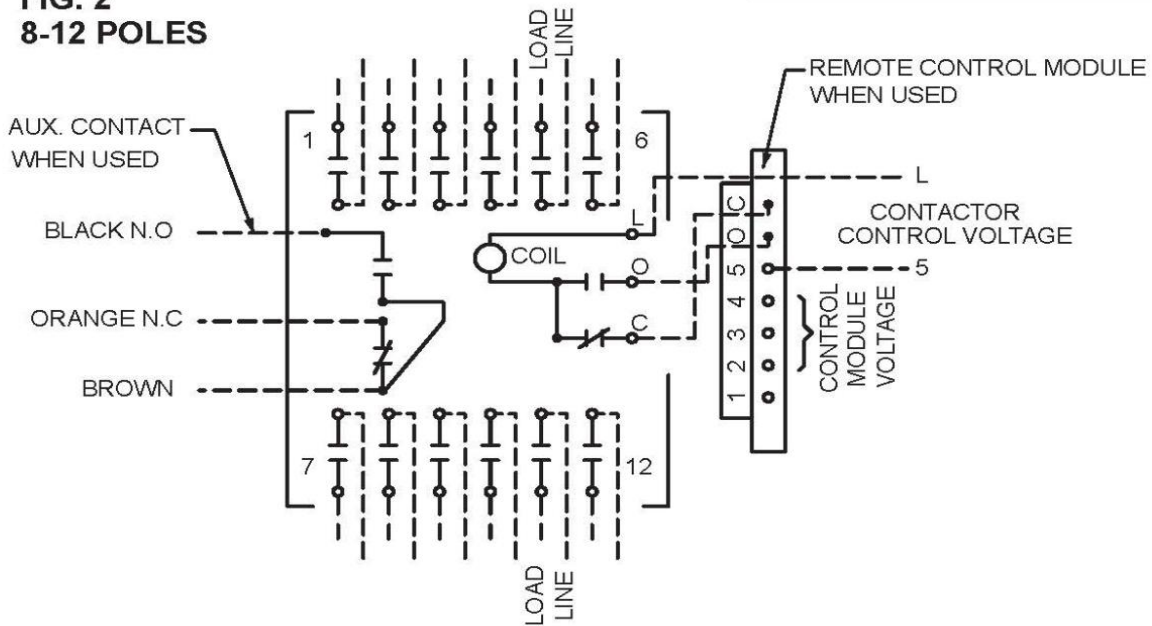 FIG. 2
8-12 POLES
LOAD
LINE
REMOTE CONTROL MODULE
WHEN USED
AUX. CONTACT
WHEN USED
1
6
BLACK N.O
L
COIL
O
C
ORANGE N.C
BROWN
7
12
C
O
5
4
3
2
1
L
CONTACTOR
CONTROL VOLTAGE
5
CONTROL
MODULE
VOLTAGE
LOAD
LINE